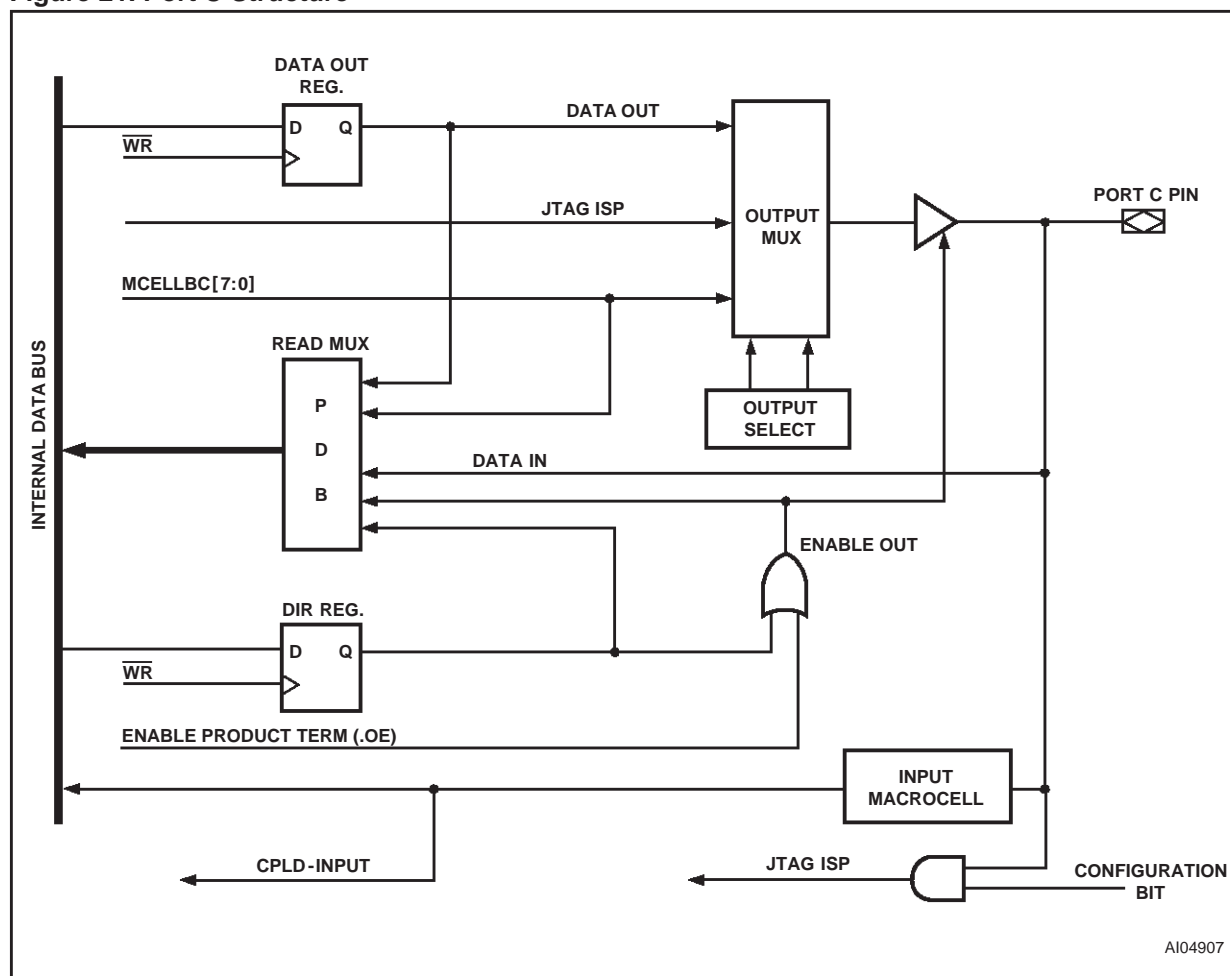 Port C Structure
DATA OUT
REG.
D Q
WR
DATA OUT
JTAG ISP
OUTPUT
MUX
PORT C PIN
MCELLBC[7:0]
READ MUX
P
D
B
INTERNAL DATA BUS
OUTPUT
SELECT
DATA IN
ENABLE OUT
DIR REG.
D Q
WR
ENABLE PRODUCT TERM (.OE)
INPUT
MACROCELL
CPLD-INPUT
JTAG ISP
CONFIGURATION
BIT
AI04907